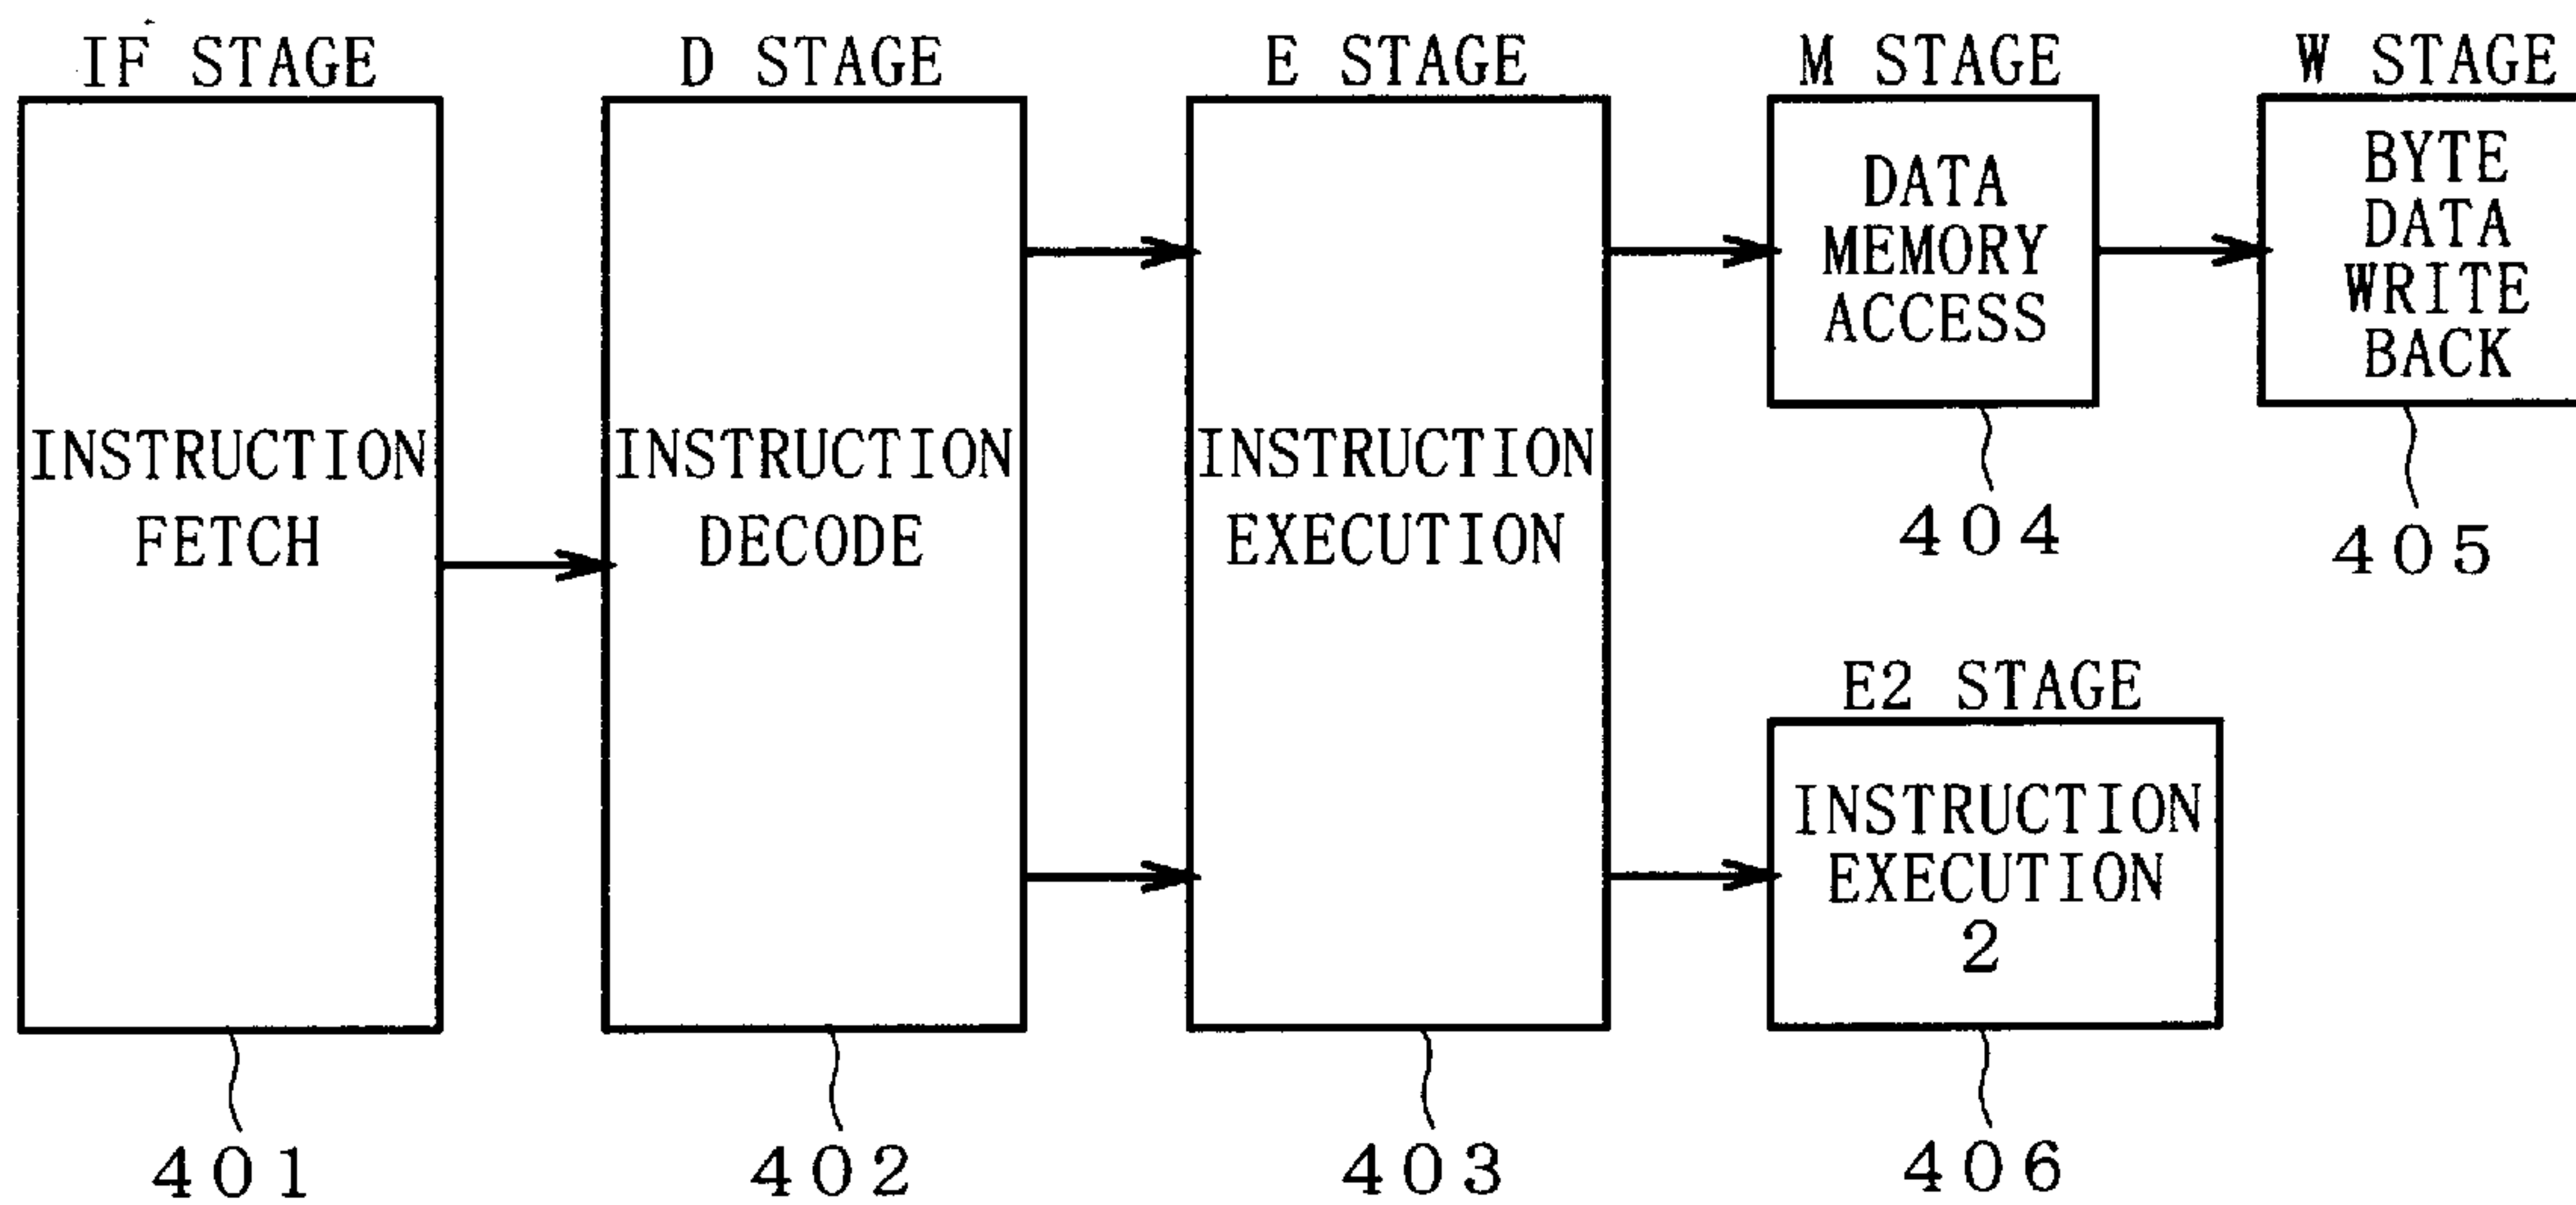 IF STAGE
D STAGE
E STAGE
M STAGE
W STAGE
INSTRUCTION
FETCH
INSTRUCTION
DECODE
INSTRUCTION
EXECUTION
DATA
MEMORY
ACCESS
BYTE
DATA
WRITE
BACK
404
405
E2 STAGE
INSTRUCTION
EXECUTION
2
401
402
403
406